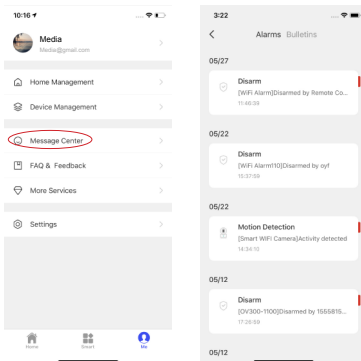 10:16
Media
Media@gmail.com
Home Management
Device Management
Message Center
FAQ & Feedback
More Services
Settings
Home
Smart
Me
3:22
Alarms Bulletins
05/27
Disarm
[WiFi Alarm]Disarmed by Remote Co...
11:46:39
05/22
Disarm
[WiFi Alarm110]Disarmed by oyf
15:37:59
05/22
Motion Detection
[Smart WiFi Camera]Activity detected
14:34:15
05/12
Disarm
[OV300-1100]Disarmed by 1555815...
17:26:59
05/12